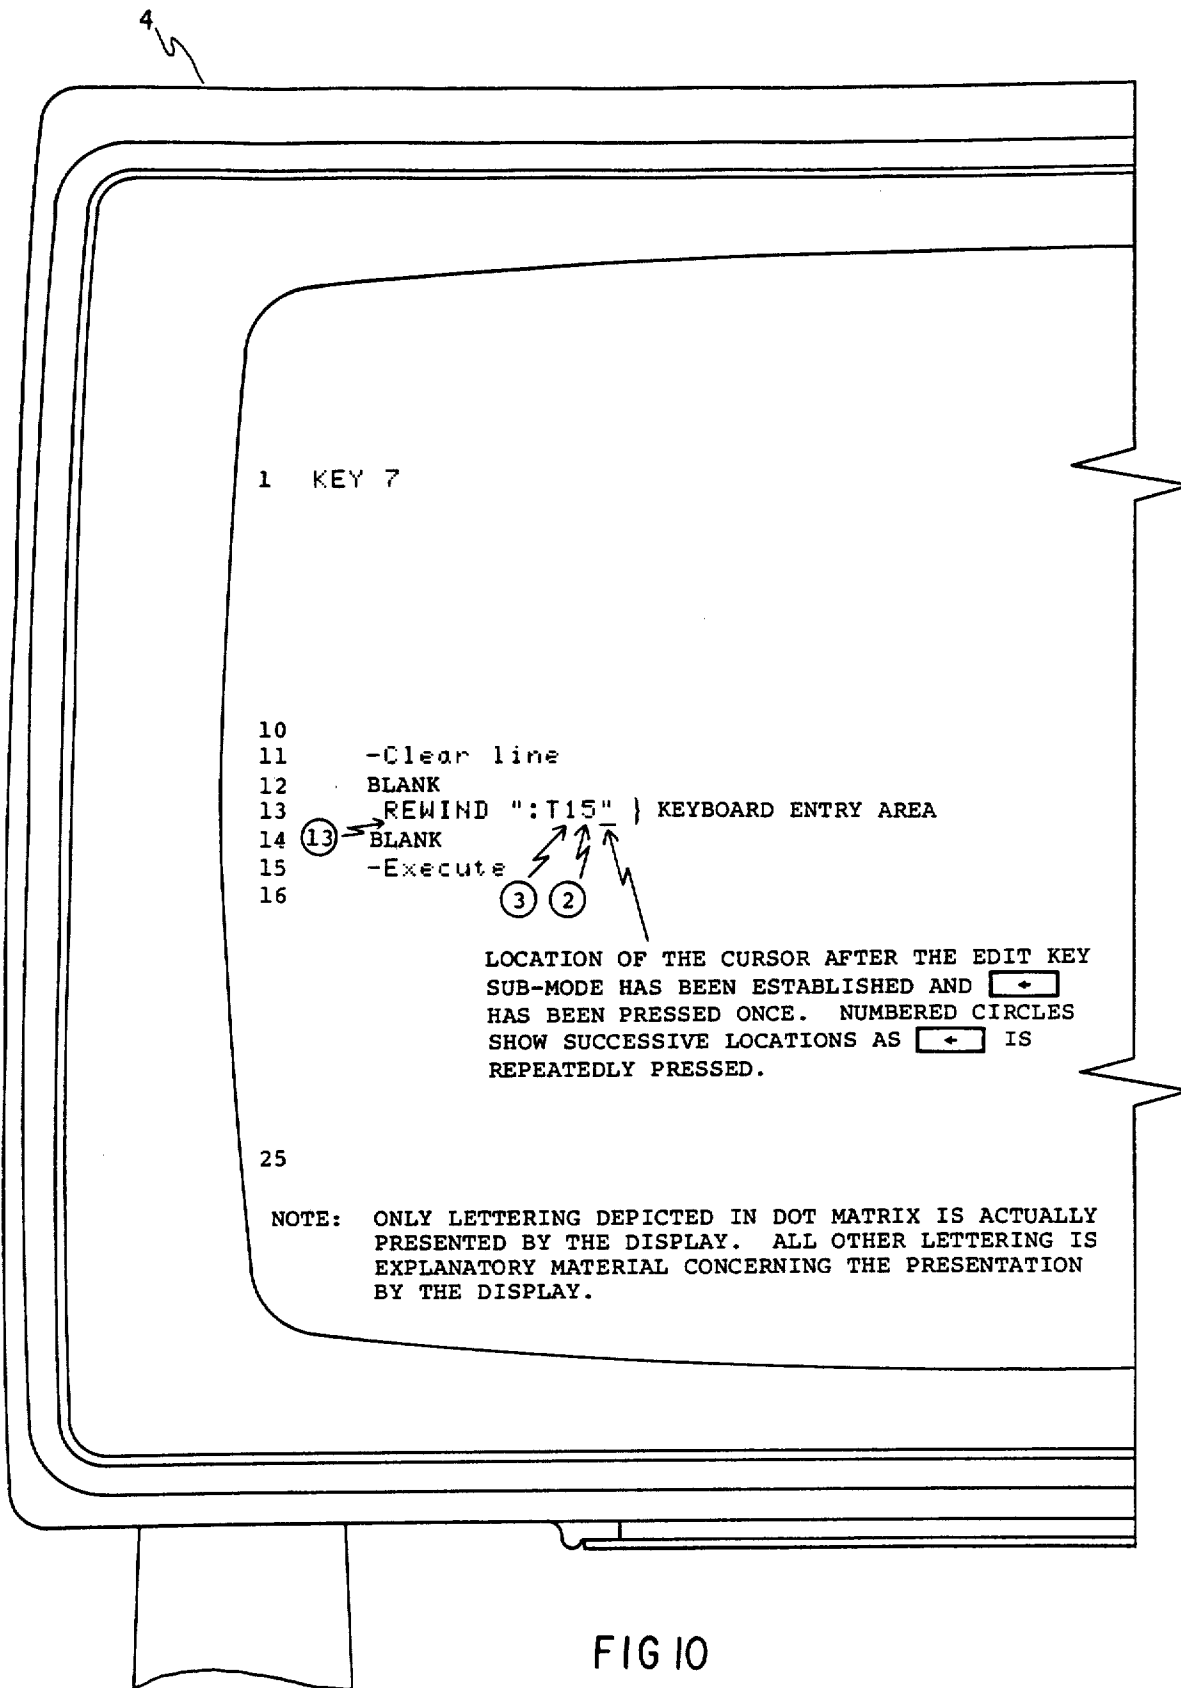 4
1 KEY 7
10
11 -Clear line
12 BLANK
13 REWIND ":T15" } KEYBOARD ENTRY AREA
14 13 BLANK
15 -Execute
16 3 2
LOCATION OF THE CURSOR AFTER THE EDIT KEY
SUB-MODE HAS BEEN ESTABLISHED AND ←
HAS BEEN PRESSED ONCE. NUMBERED CIRCLES
SHOW SUCCESSIVE LOCATIONS AS ← IS
REPEATEDLY PRESSED.
25
NOTE: ONLY LETTERING DEPICTED IN DOT MATRIX IS ACTUALLY
PRESENTED BY THE DISPLAY. ALL OTHER LETTERING IS
EXPLANATORY MATERIAL CONCERNING THE PRESENTATION
BY THE DISPLAY.
FIG 10